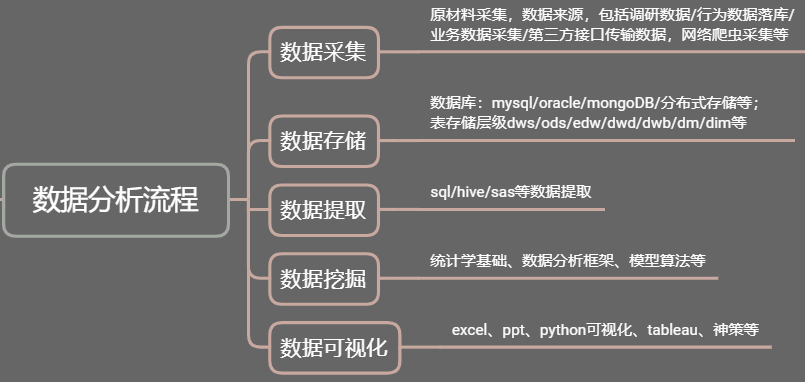 数据分析流程
数据采集
原材料采集，数据来源，包括调研数据/行为数据落库/
业务数据采集/第三方接口传输数据，网络爬虫采集等
数据存储
数据库：mysql/oracle/mongoDB/分布式存储等；
表存储层级dws/ods/edw/dwd/dwb/dm/dim等
数据提取
sql/hive/sas等数据提取
数据挖掘
统计学基础、数据分析框架、模型算法等
数据可视化
excel、ppt、python可视化、tableau、神策等